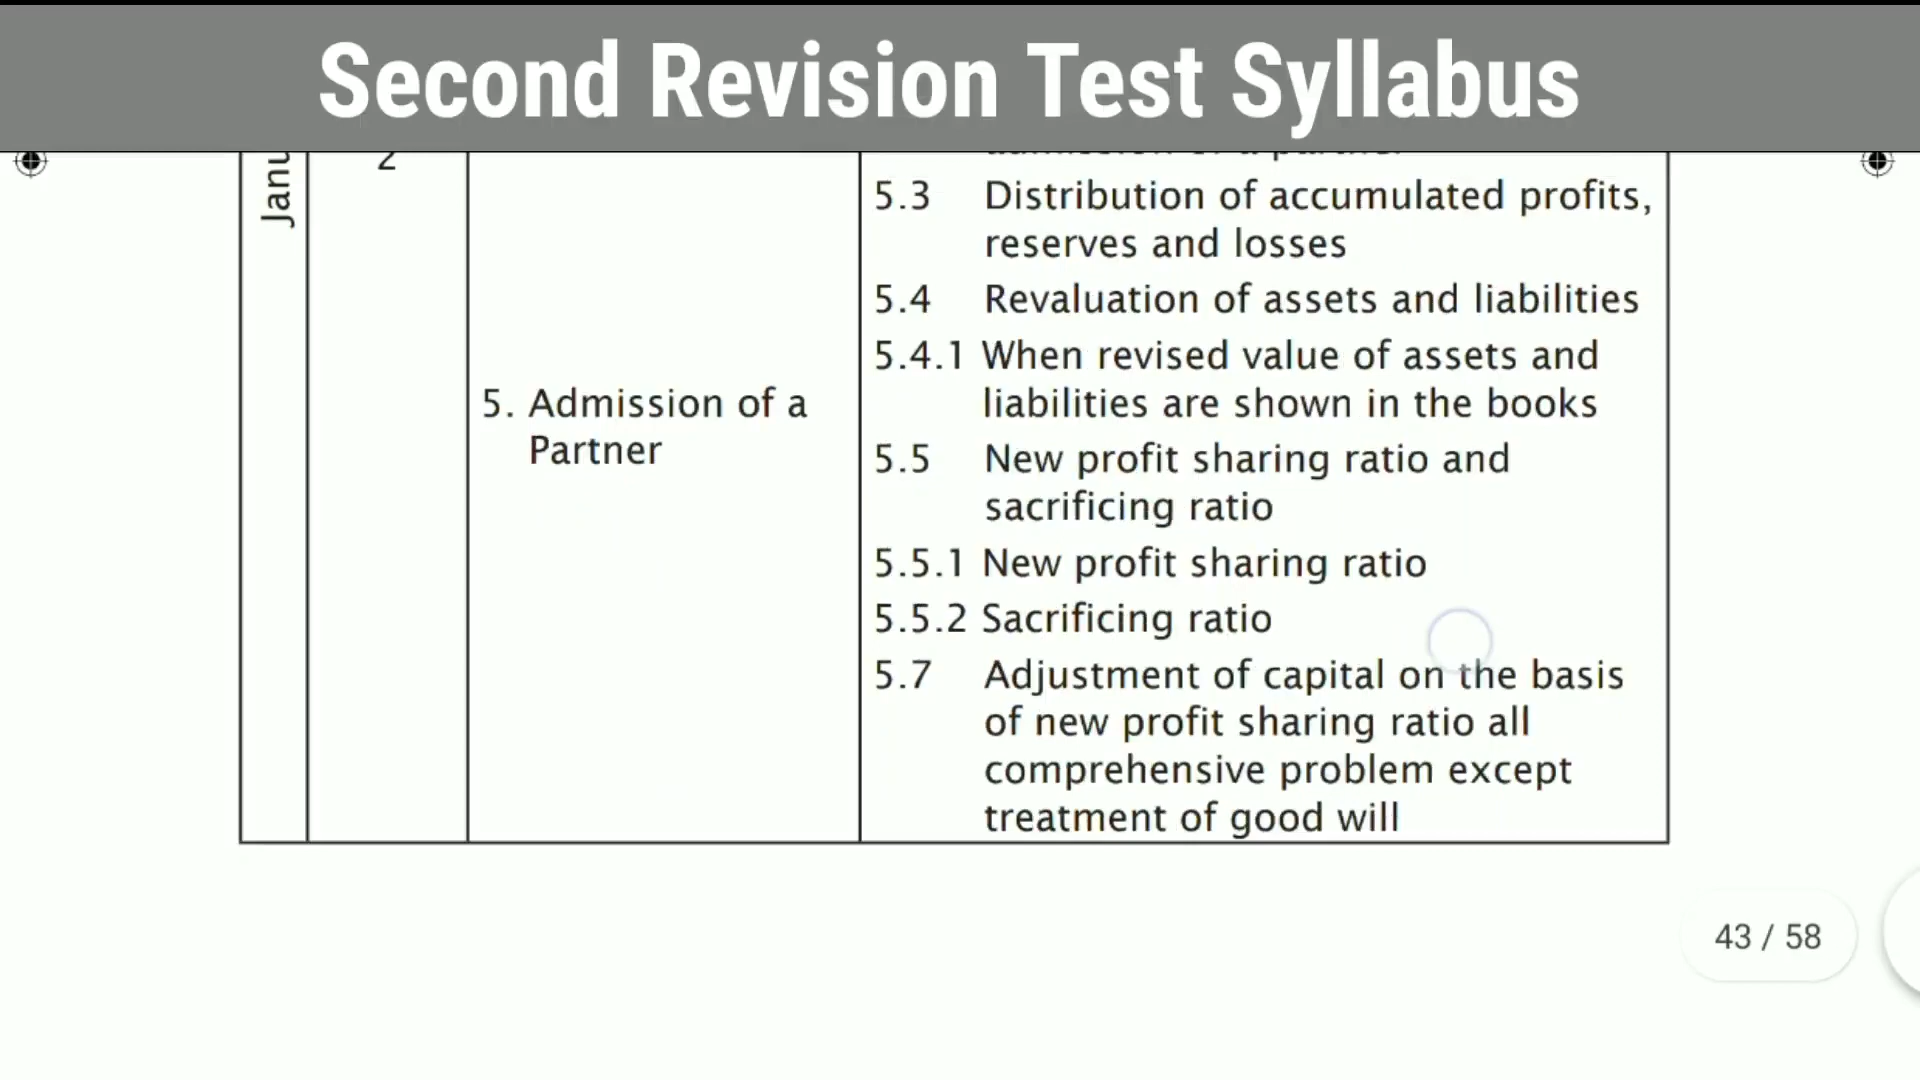 Second Revision Test Syllabus
Janu
2
5. Admission of a
Partner
5.3 Distribution of accumulated profits,
reserves and losses
5.4 Revaluation of assets and liabilities
5.4.1 When revised value of assets and
liabilities are shown in the books
5.5 New profit sharing ratio and
sacrificing ratio
5.5.1 New profit sharing ratio
5.5.2 Sacrificing ratio
5.7 Adjustment of capital on the basis
of new profit sharing ratio all
comprehensive problem except
treatment of good will
43 / 58